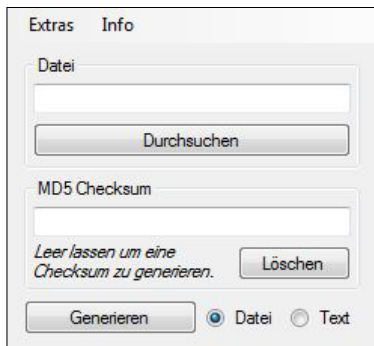 Extras Info
Datei
Durchsuchen
MD5 Checksum
Leer lassen um eine
Checksum zu generieren.
Löschen
Generieren Datei Text